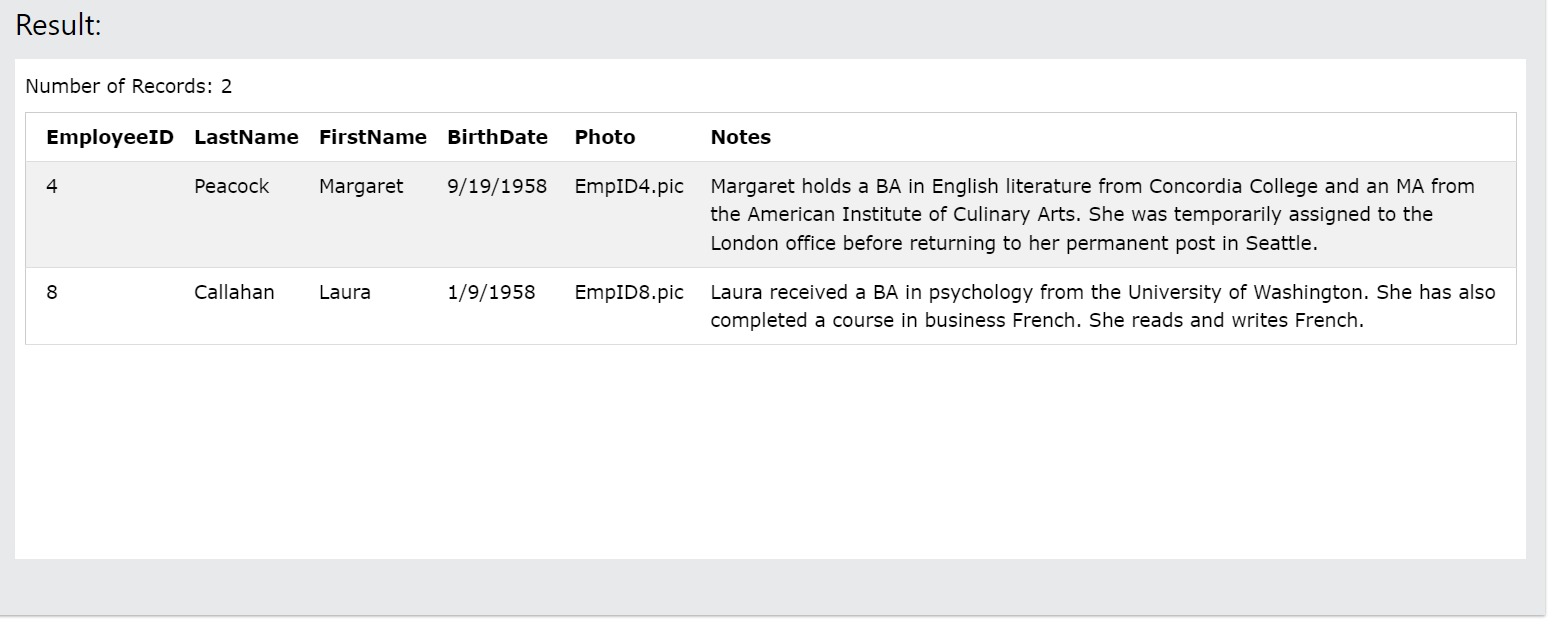 Result:
Number of Records: 2
EmployeeID LastName FirstName BirthDate Photo Notes
4 Peacock Margaret 9/19/1958 EmpID4.pic Margaret holds a BA in English literature from Concordia College and an MA from
the American Institute of Culinary Arts. She was temporarily assigned to the
London office before returning to her permanent post in Seattle.
8 Callahan Laura 1/9/1958 EmpID8.pic Laura received a BA in psychology from the University of Washington. She has also
completed a course in business French. She reads and writes French.